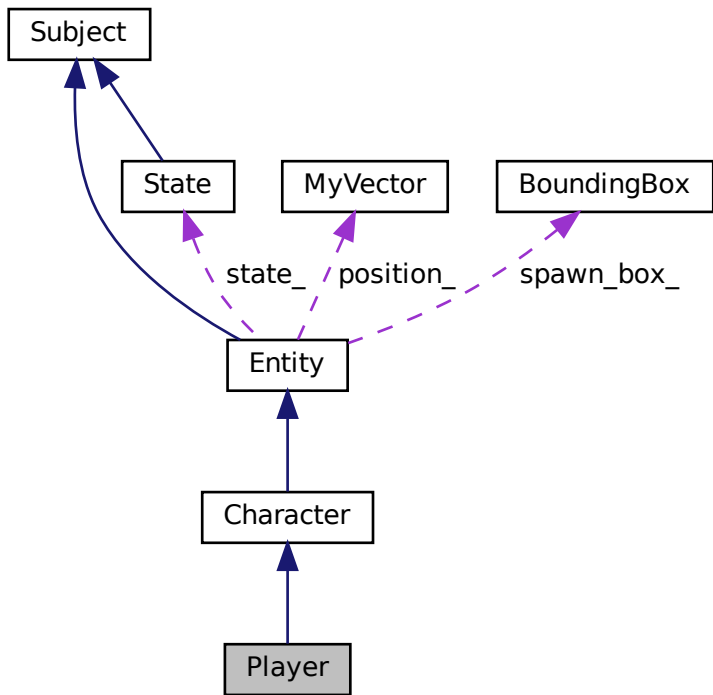 Subject
State
MyVector
BoundingBox
state_
position_
spawn_box_
Entity
Character
Player